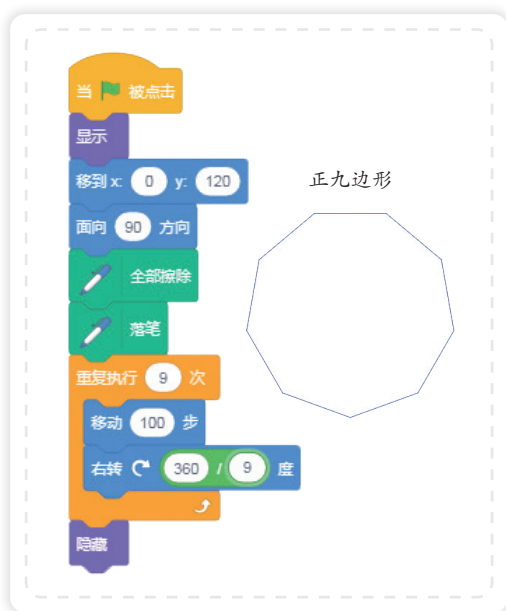 当 被点击
显示
移到 x: 0 y: 120
面向 90 方向
全部擦除
落笔
重复执行 9 次
移动 100 步
右转 360 / 9 度
隐藏
正九边形